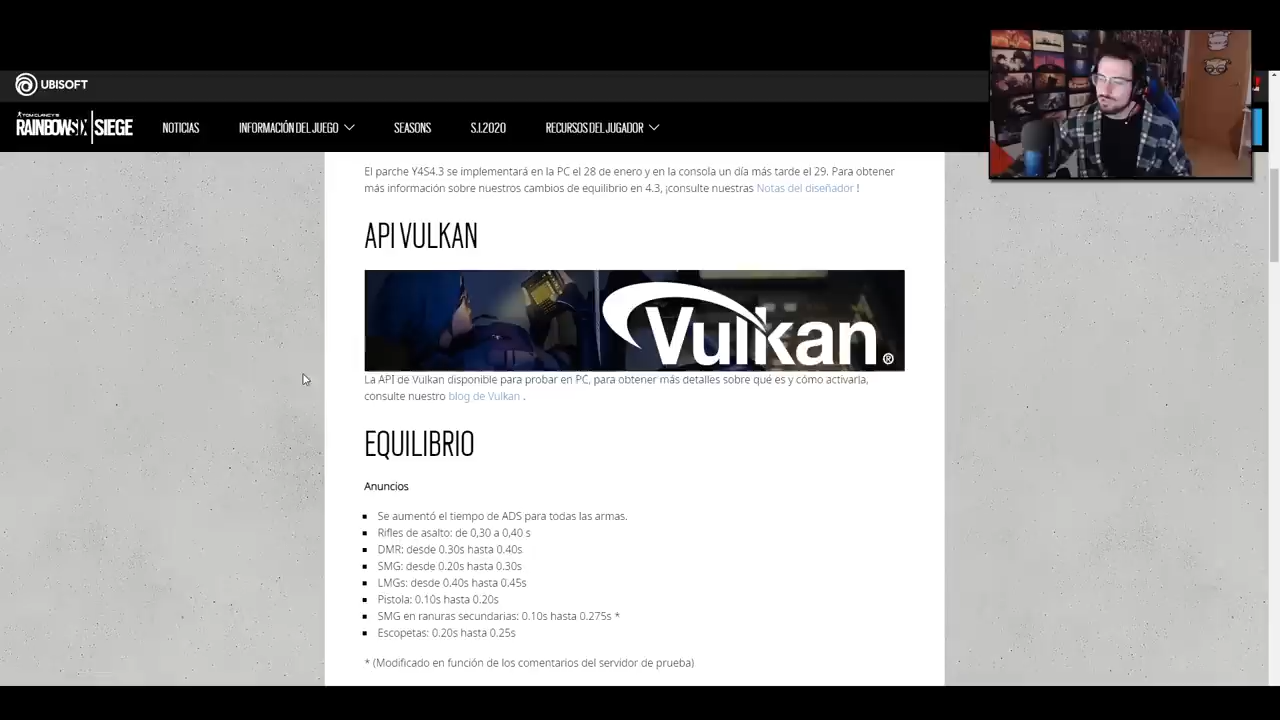 UBISOFT
TOM CLANCY'S
RAINBOWSIX | SIEGE
NOTICIAS
INFORMACIÓN DEL JUEGO
SEASONS
S.I.2020
RECURSOS DEL JUGADOR
El parche Y4S4.3 se implementará en la PC el 28 de enero y en la consola un día más tarde el 29. Para obtener
más información sobre nuestros cambios de equilibrio en 4.3, ¡consulte nuestras Notas del diseñador !
API VULKAN
Vulkan®
La API de Vulkan disponible para probar en PC, para obtener más detalles sobre qué es y cómo activarla,
consulte nuestro blog de Vulkan .
EQUILIBRIO
Anuncios
Se aumentó el tiempo de ADS para todas las armas.
Rifles de asalto: de 0,30 a 0,40 s
DMR: desde 0.30s hasta 0.40s
SMG: desde 0.20s hasta 0.30s
LMGs: desde 0.40s hasta 0.45s
Pistola: 0.10s hasta 0.20s
SMG en ranuras secundarias: 0.10s hasta 0.275s *
Escopetas: 0.20s hasta 0.25s
* (Modificado en función de los comentarios del servidor de prueba)